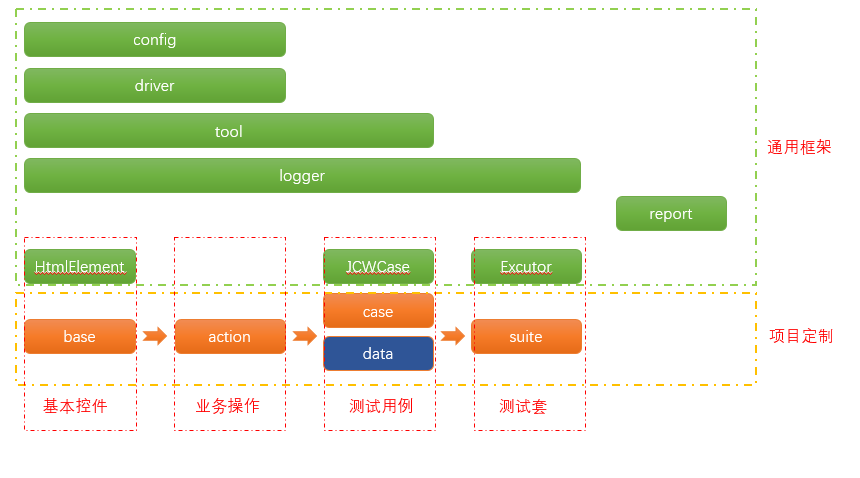 config
driver
tool
logger
通用框架
report
HtmlElement
ICWCase
Excutor
base
action
case
data
suite
项目定制
基本控件
业务操作
测试用例
测试套